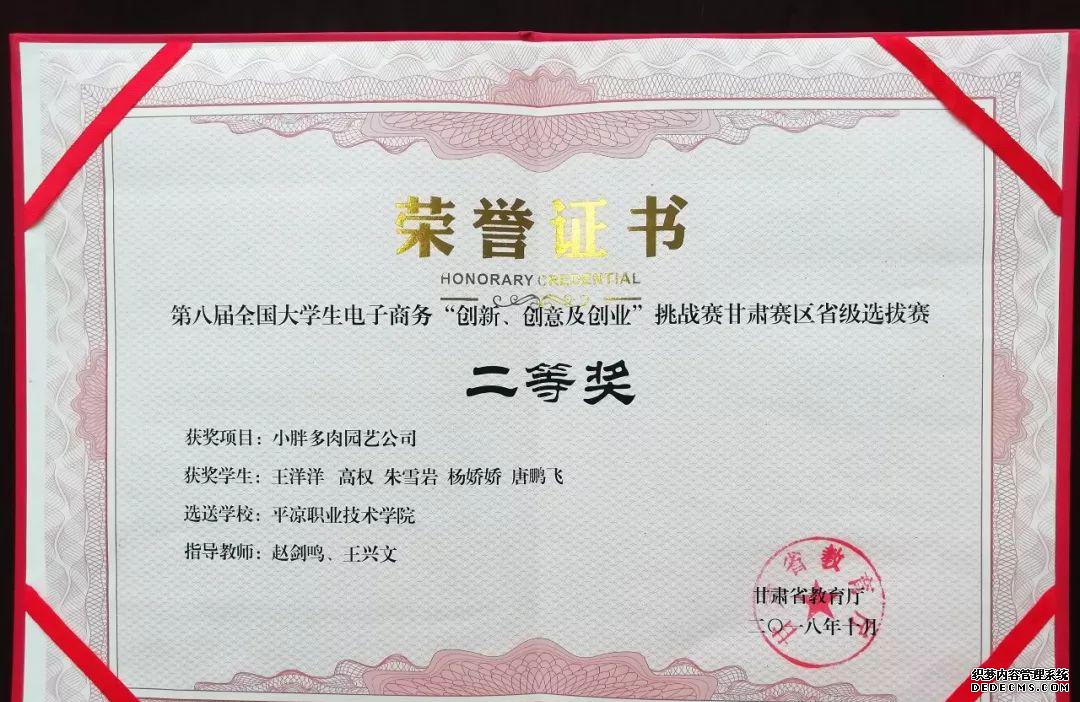 荣誉证书
HONORARY CREDENTIAL
第八届全国大学生电子商务“创新、创意及创业”挑战赛甘肃赛区省级选拔赛
二等奖
获奖项目：小胖多肉园艺公司
获奖学生：王洋洋 高权 朱雪岩 杨娇娇 唐鹏飞
选送学校：平凉职业技术学院
指导教师：赵剑鸣、王兴文
甘肃省教育厅
甘肃省教育厅
二〇一八年十月
织梦内容管理系统
DEDECMS.COM